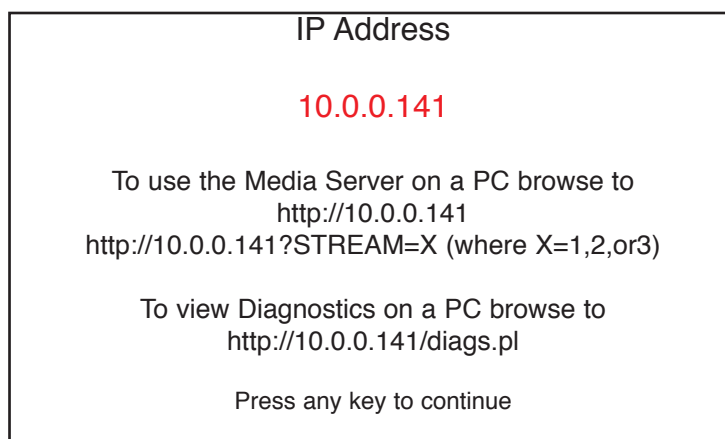 IP Address
10.0.0.141
To use the Media Server on a PC browse to
http://10.0.0.141
http://10.0.0.141?STREAM=X (where X=1,2,or3)
To view Diagnostics on a PC browse to
http://10.0.0.141/diags.pl
Press any key to continue